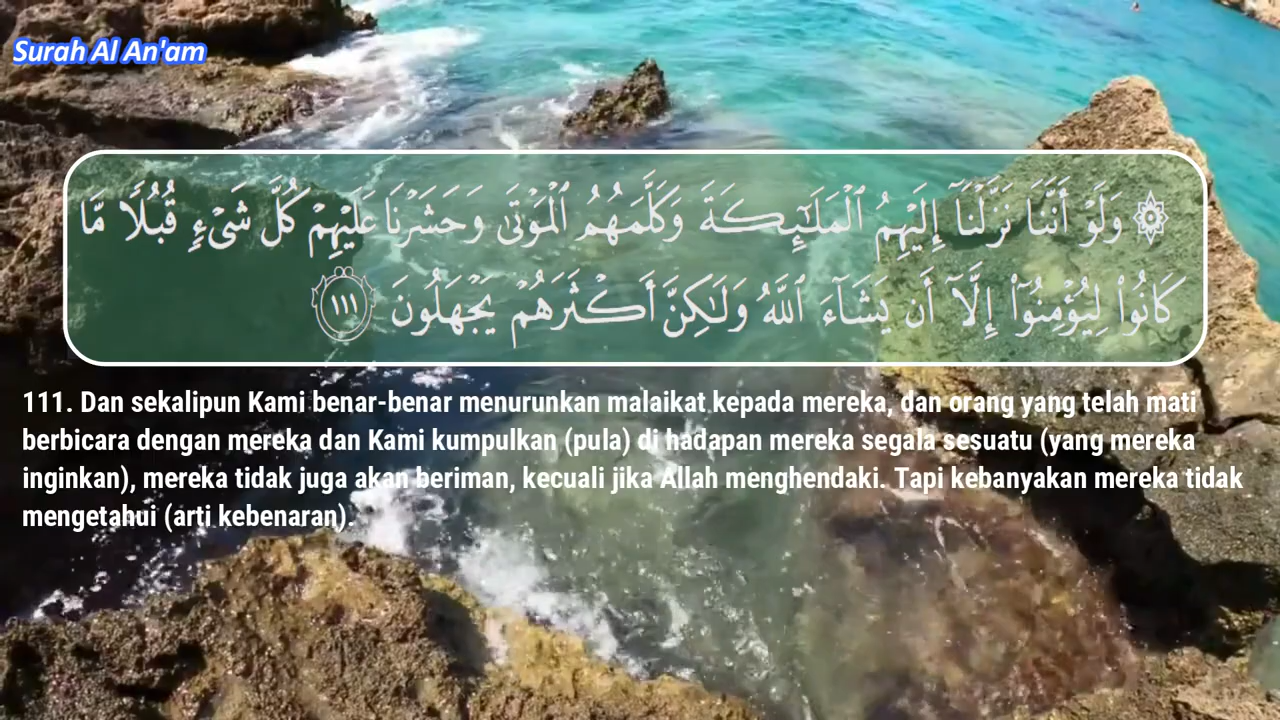 Surah Al An'am
۞ وَلَوْ أَنَّنَا نَزَّلْنَآ إِلَيْهِمُ ٱلْمَلَـٰٓئِكَةَ وَكَلَّمَهُمُ ٱلْمَوْتَىٰ وَحَشَرْنَا عَلَيْهِمْ كُلَّ شَىْءٍ قُبُلًا مَّا
كَانُوا۟ لِيُؤْمِنُوٓا۟ إِلَّآ أَن يَشَآءَ ٱللَّهُ وَلَـٰكِنَّ أَكْثَرَهُمْ يَجْهَلُونَ ١١١
111. Dan sekalipun Kami benar-benar menurunkan malaikat kepada mereka, dan orang yang telah mati
berbicara dengan mereka dan Kami kumpulkan (pula) di hadapan mereka segala sesuatu (yang mereka
inginkan), mereka tidak juga akan beriman, kecuali jika Allah menghendaki. Tapi kebanyakan mereka tidak
mengetahui (arti kebenaran).